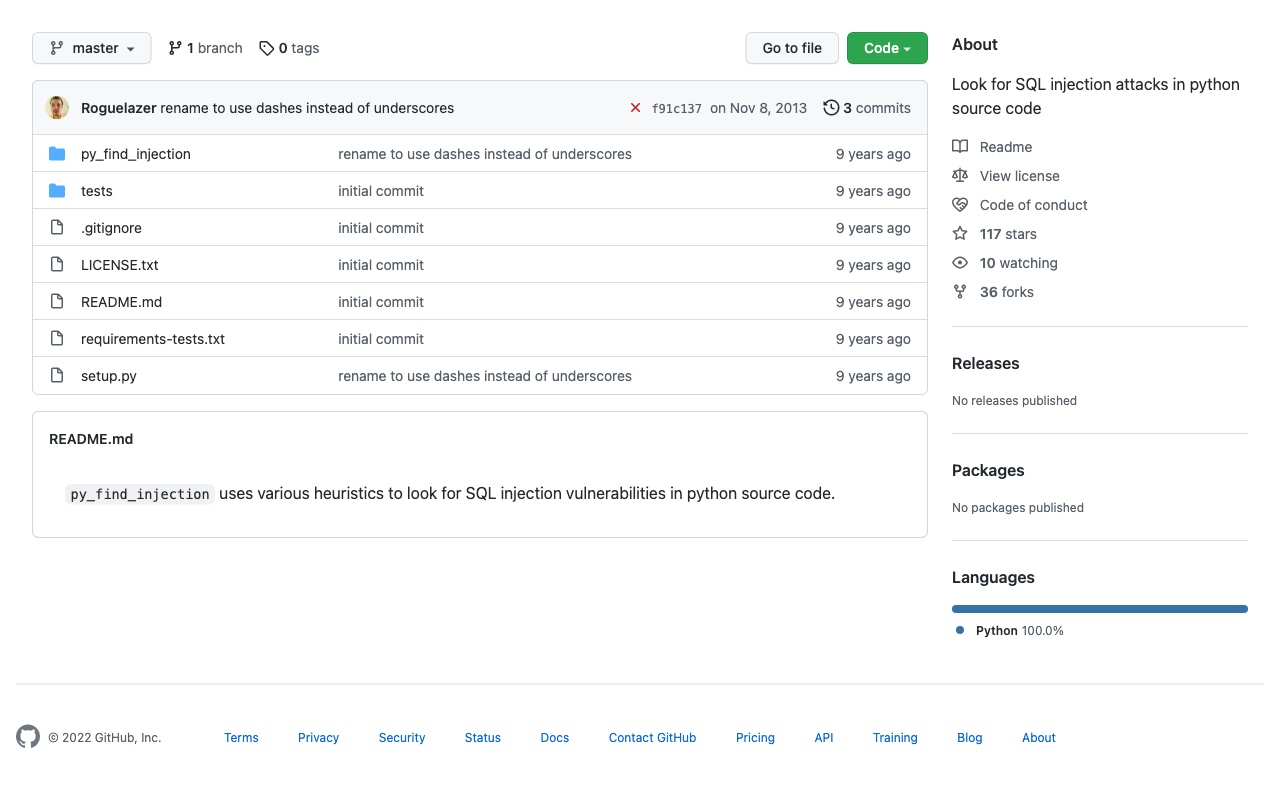 master 1 branch 0 tags Go to file Code
Roguelazer rename to use dashes instead of underscores f91c137 on Nov 8, 2013 3 commits
py_find_injection rename to use dashes instead of underscores 9 years ago
tests initial commit 9 years ago
.gitignore initial commit 9 years ago
LICENSE.txt initial commit 9 years ago
README.md initial commit 9 years ago
requirements-tests.txt initial commit 9 years ago
setup.py rename to use dashes instead of underscores 9 years ago
README.md
py_find_injection uses various heuristics to look for SQL injection vulnerabilities in python source code.
About
Look for SQL injection attacks in python
source code
Readme
View license
Code of conduct
117 stars
10 watching
36 forks
Releases
No releases published
Packages
No packages published
Languages
Python 100.0%
© 2022 GitHub, Inc. Terms Privacy Security Status Docs Contact GitHub Pricing API Training Blog About